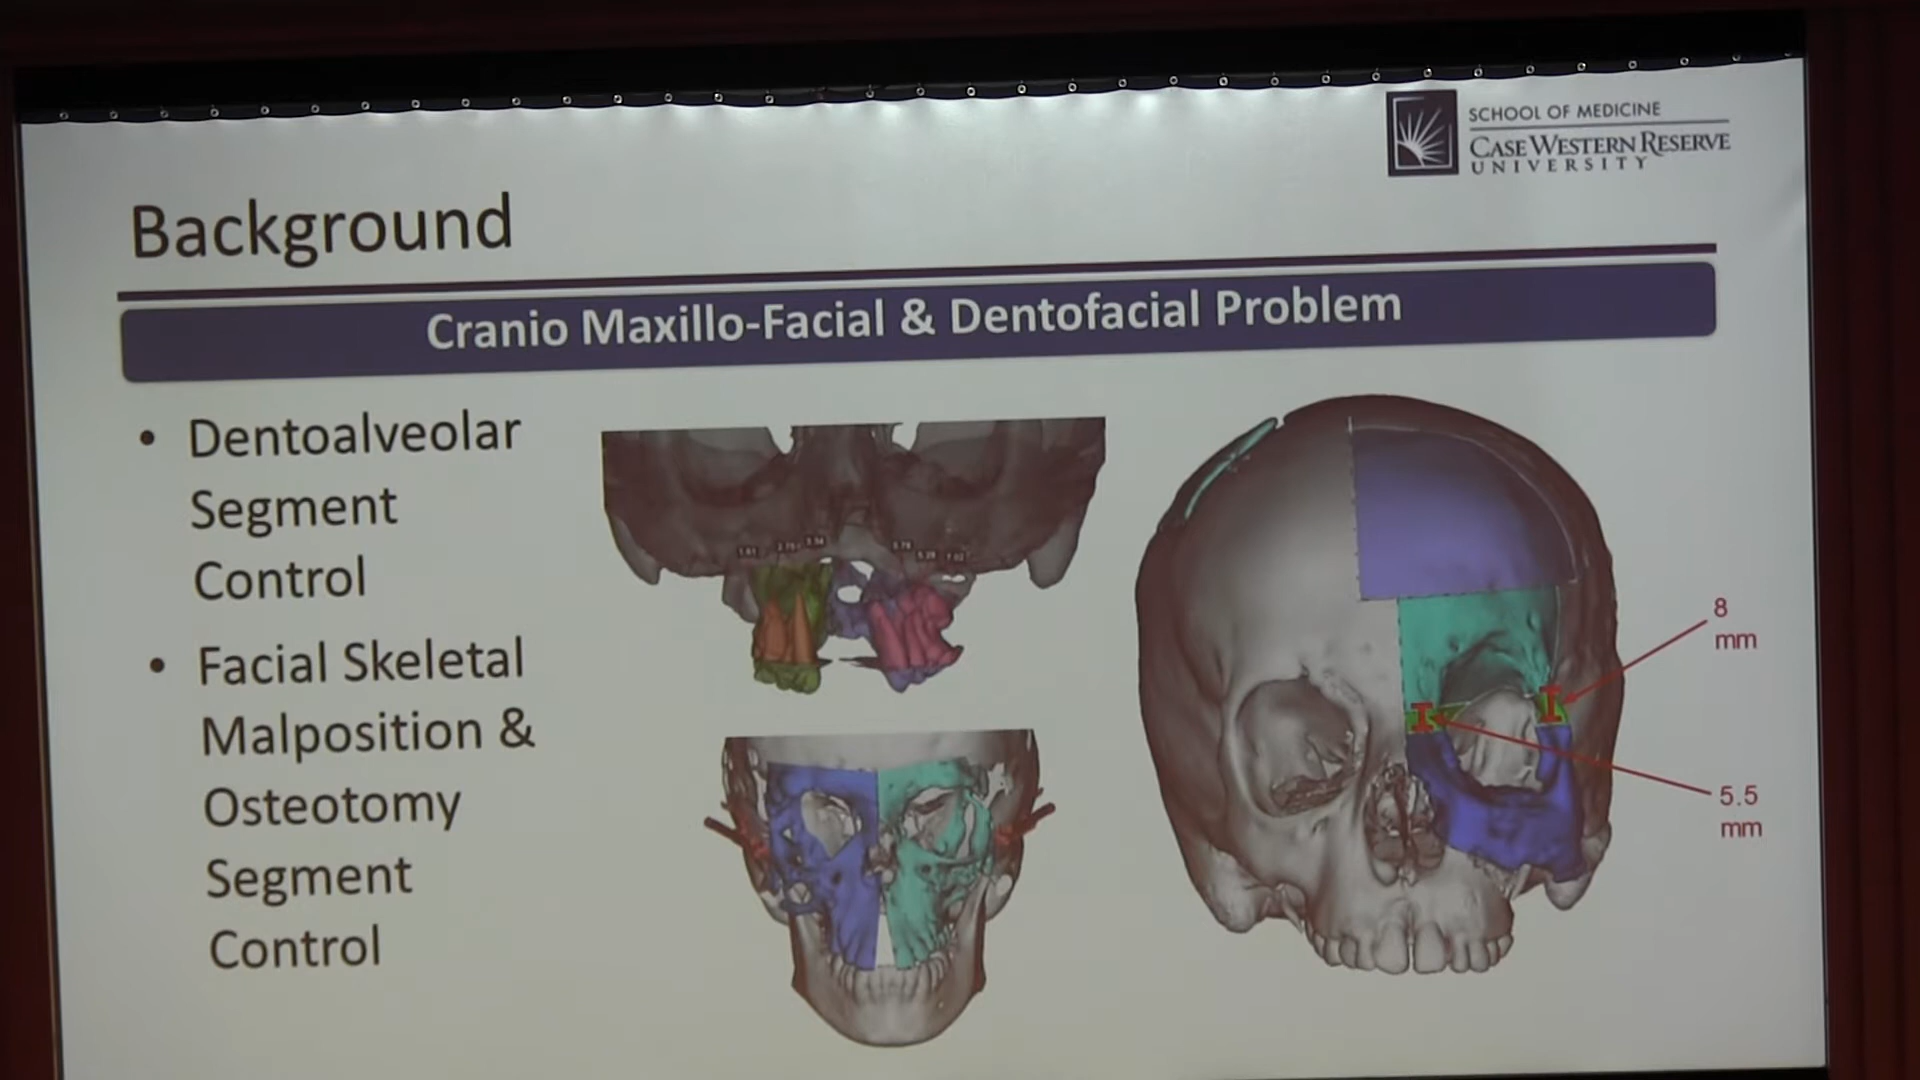 SCHOOL OF MEDICINE
CASE WESTERN RESERVE
UNIVERSITY
Background
Cranio Maxillo-Facial & Dentofacial Problem
• Dentoalveolar
Segment
Control
• Facial Skeletal
Malposition &
Osteotomy
Segment
Control
8
mm
5.5
mm